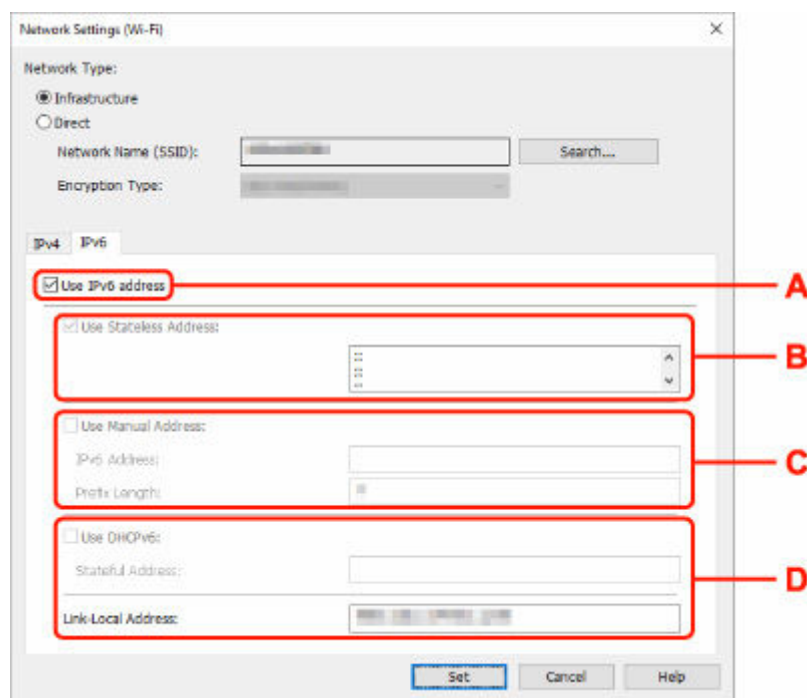 Network Settings (Wi-Fi)
Network Type:
Infrastructure
Direct
Network Name (SSID):
Search...
Encryption Type:
IPv4 IPv6
Use IPv6 address
A
Use Stateless Address:
::
::
::
B
Use Manual Address:
IPv6 Address:
C
Prefix Length:
Use DHCPv6:
Stateful Address:
D
Link-Local Address:
Set Cancel Help